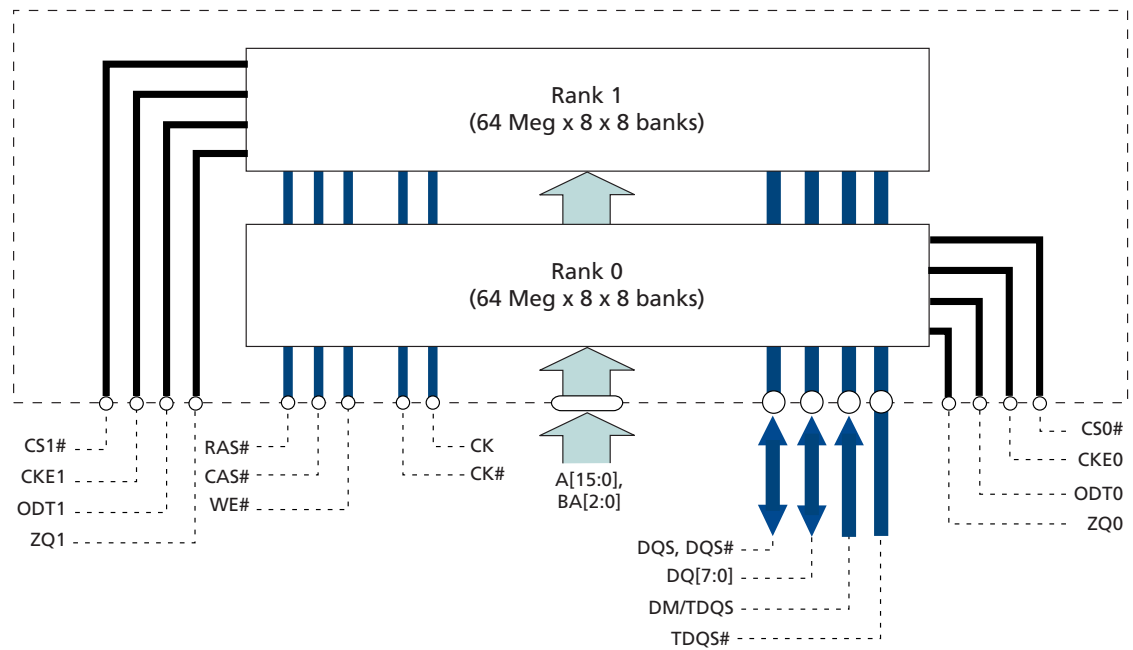 Rank 1
(64 Meg x 8 x 8 banks)
Rank 0
(64 Meg x 8 x 8 banks)
CS1#
CKE1
ODT1
ZQ1
RAS#
CAS#
WE#
CK
CK#
A[15:0],
BA[2:0]
DQS, DQS#
DQ[7:0]
DM/TDQS
TDQS#
CS0#
CKE0
ODT0
ZQ0